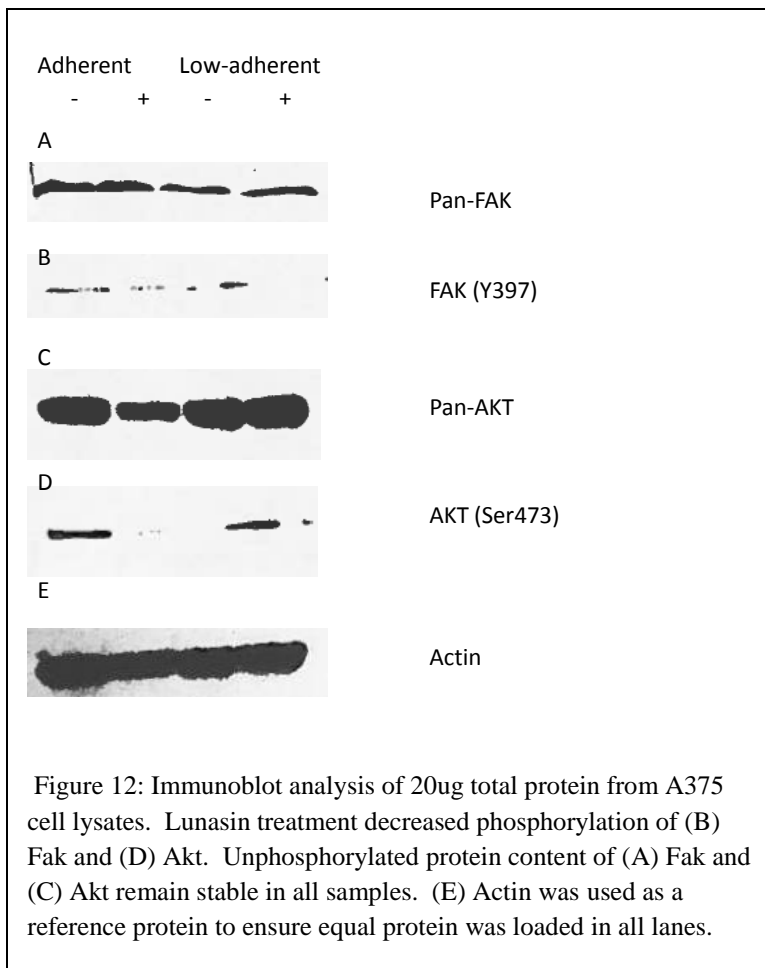 Adherent Low-adherent
- + - +
A
Pan-FAK
B
FAK (Y397)
C
Pan-AKT
D
AKT (Ser473)
E
Actin
Figure 12: Immunoblot analysis of 20ug total protein from A375
cell lysates. Lunasin treatment decreased phosphorylation of (B)
Fak and (D) Akt. Unphosphorylated protein content of (A) Fak and
(C) Akt remain stable in all samples. (E) Actin was used as a
reference protein to ensure equal protein was loaded in all lanes.